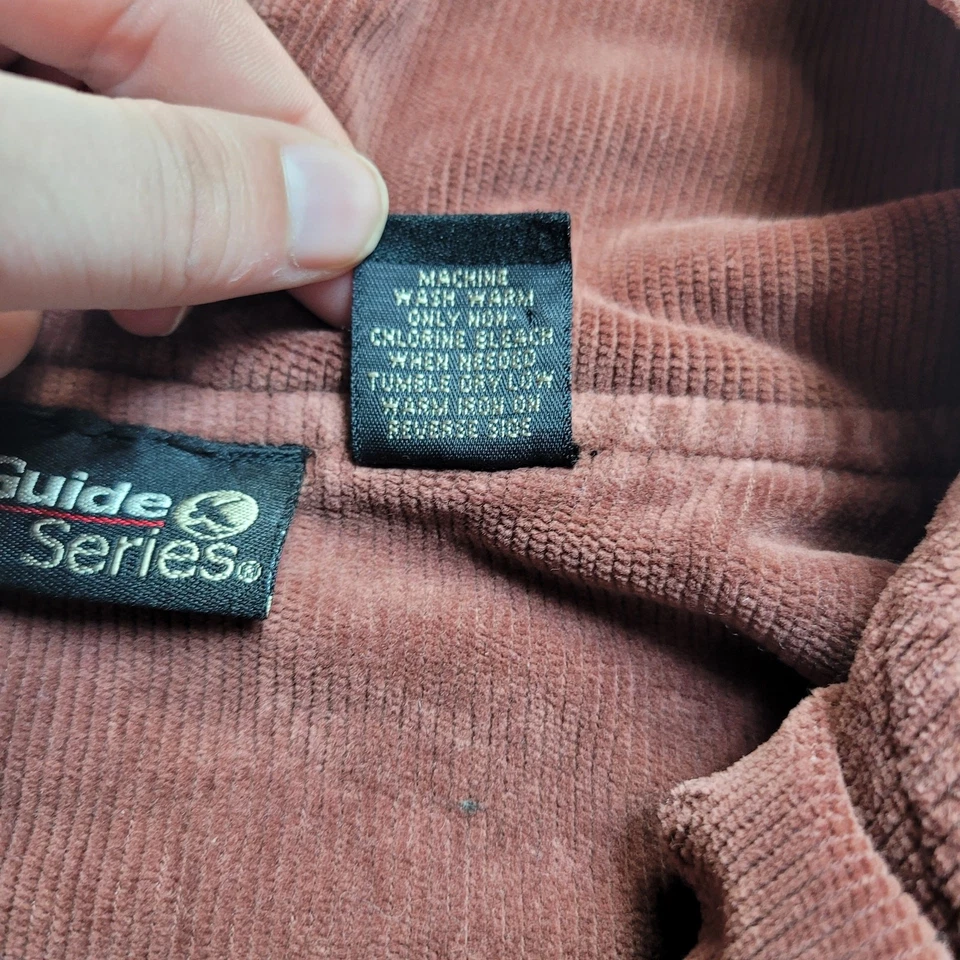 MACHINE
WASH WARM
ONLY NON
CHLORINE BLEACH
WHEN NEEDED
TUMBLE DRY LOW
WARM IRON ON
REVERSE SIDE
Guide
Series®